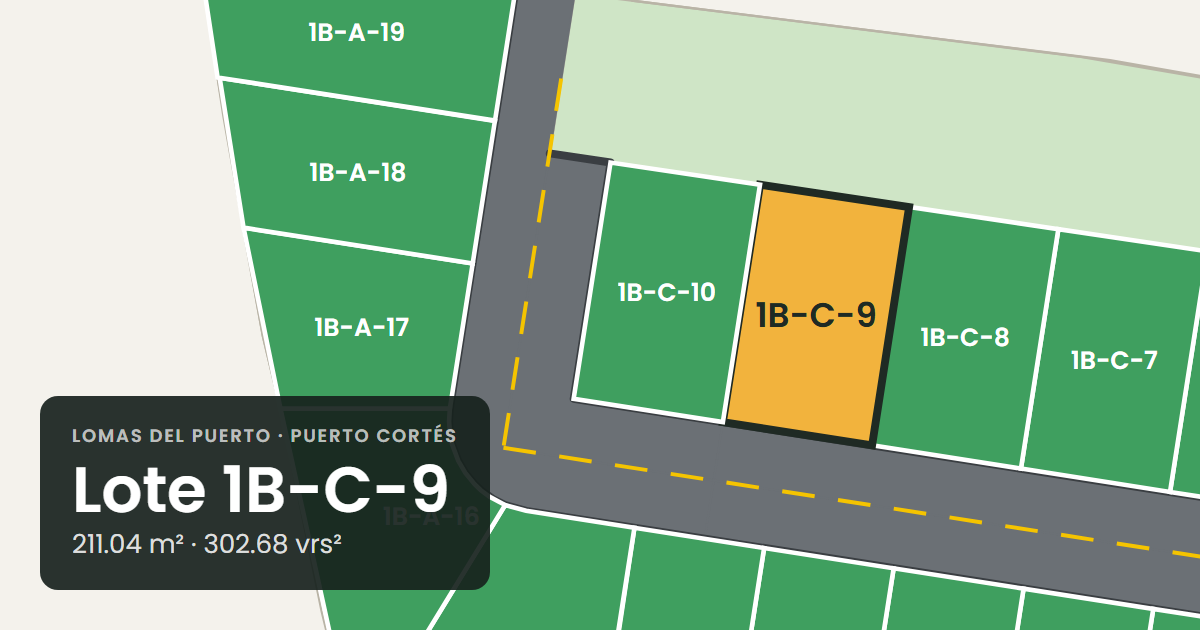 1B-A-19
1B-A-18
1B-A-17
1B-C-10
1B-C-9
1B-C-8
1B-C-7
LOMAS DEL PUERTO · PUERTO CORTÉS
Lote 1B-C-9
1B-A-16
211.04 m² · 302.68 vrs²